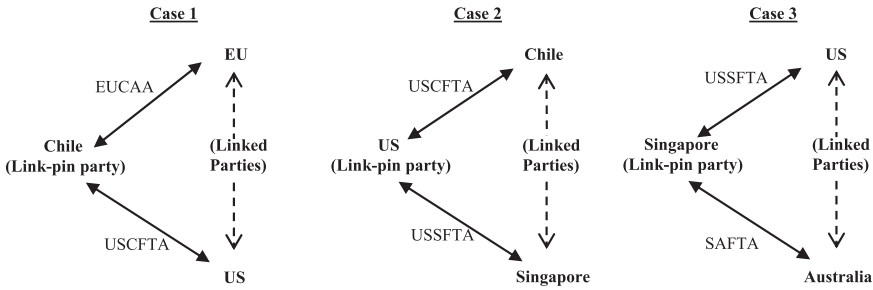 Case 1
EU
EUCAA
Chile
(Link-pin party)
(Linked
Parties)
USCFTA
US
Case 2
Chile
USCFTA
US
(Link-pin party)
(Linked
Parties)
USSFTA
Singapore
Case 3
US
USSFTA
Singapore
(Link-pin party)
(Linked
Parties)
SAFTA
Australia